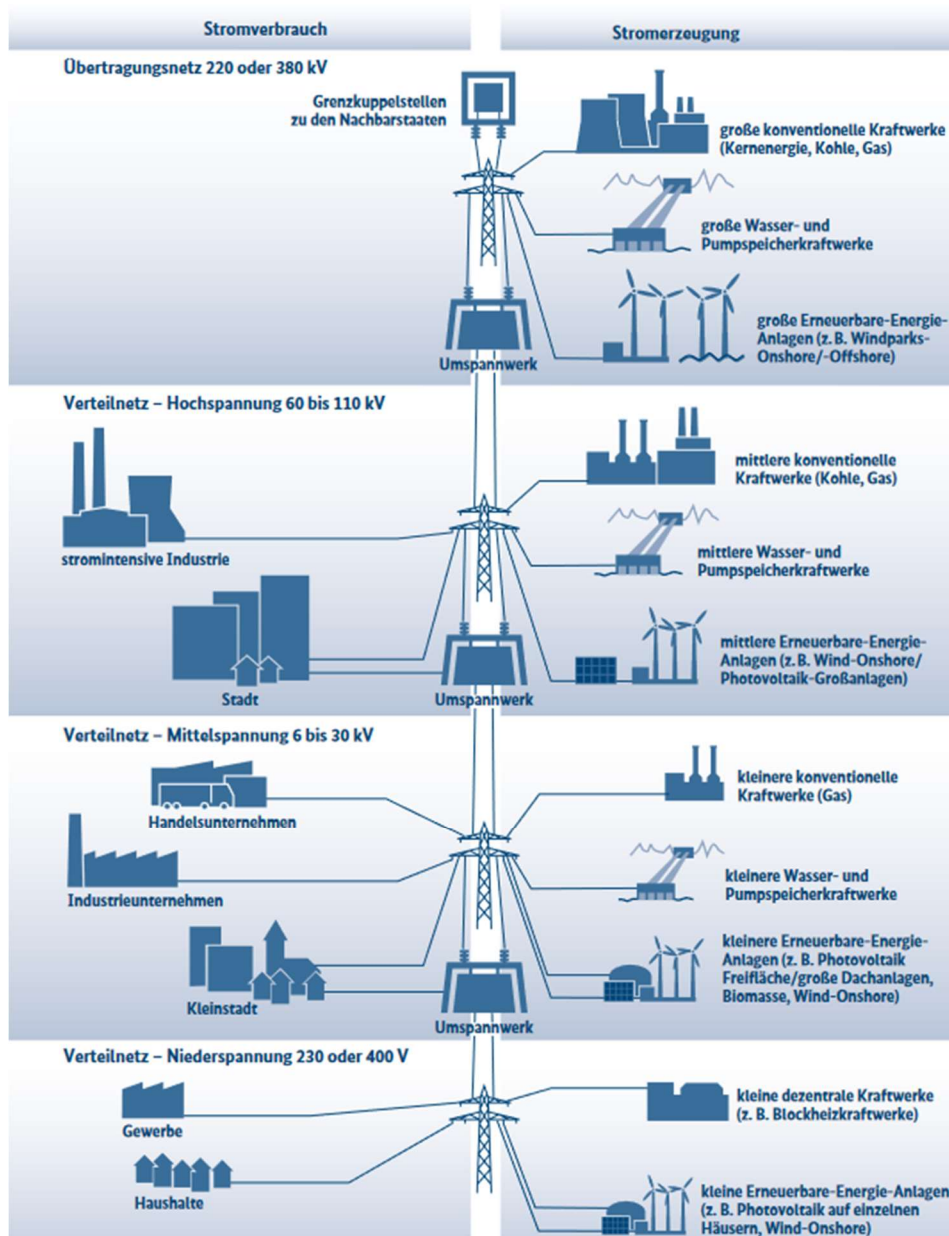 Stromverbrauch
Stromerzeugung
Übertragungsnetz 220 oder 380 kV
Grenzkuppelstellen
zu den Nachbarstaaten
große konventionelle Kraftwerke
(Kernenergie, Kohle, Gas)
große Wasser- und
Pumpspeicherkraftwerke
große Erneuerbare-Energie-
Anlagen (z. B. Windparks-
Onshore/-Offshore)
Umspannwerk
Verteilnetz – Hochspannung 60 bis 110 kV
stromintensive Industrie
Stadt
mittlere konventionelle
Kraftwerke (Kohle, Gas)
mittlere Wasser- und
Pumpspeicherkraftwerke
mittlere Erneuerbare-Energie-
Anlagen (z. B. Wind-Onshore/
Photovoltaik-Großanlagen)
Umspannwerk
Verteilnetz – Mittelspannung 6 bis 30 kV
Handelsunternehmen
Industrieunternehmen
Kleinstadt
kleinere konventionelle
Kraftwerke (Gas)
kleinere Wasser- und
Pumpspeicherkraftwerke
kleinere Erneuerbare-Energie-
Anlagen (z. B. Photovoltaik
Freifläche/große Dachanlagen,
Biomasse, Wind-Onshore)
Umspannwerk
Verteilnetz – Niederspannung 230 oder 400 V
Gewerbe
Haushalte
kleine dezentrale Kraftwerke
(z. B. Blockheizkraftwerke)
kleine Erneuerbare-Energie-Anlagen
(z. B. Photovoltaik auf einzelnen
Häusern, Wind-Onshore)